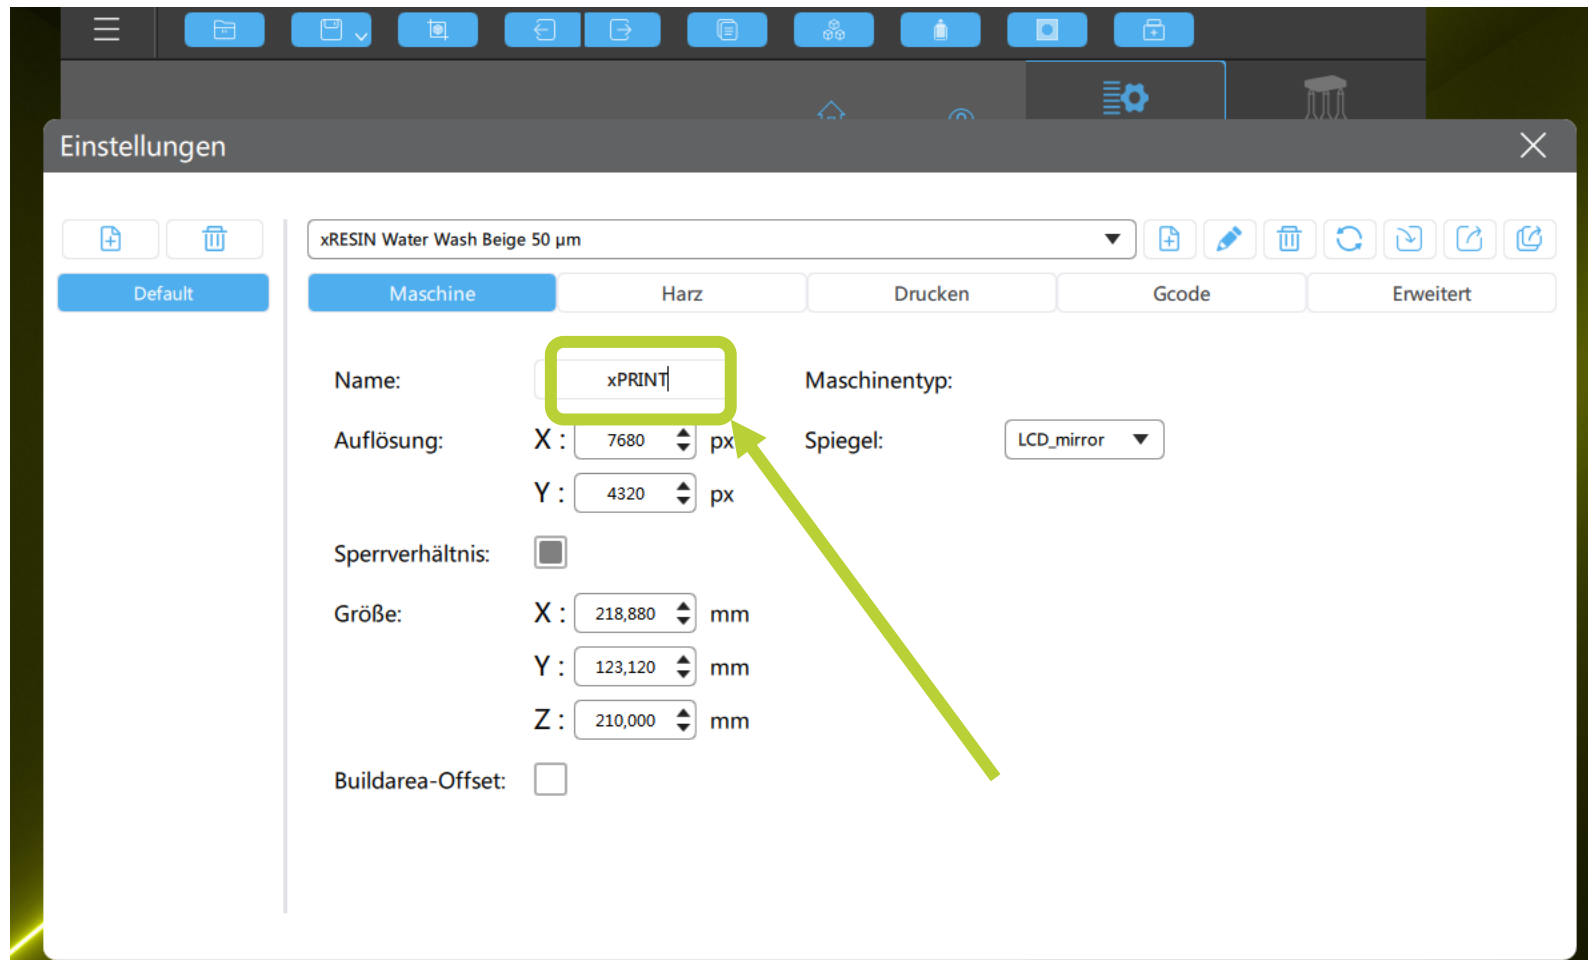 Einstellungen
xRESIN Water Wash Beige 50 µm
Default
Maschine Harz Drucken Gcode Erweitert
Name: xPRINT Maschinentyp:
Auflösung: X : 7680 px Spiegel: LCD_mirror
Y : 4320 px
Sperrverhältnis:
Größe: X : 218,880 mm
Y : 123,120 mm
Z : 210,000 mm
Buildarea-Offset: